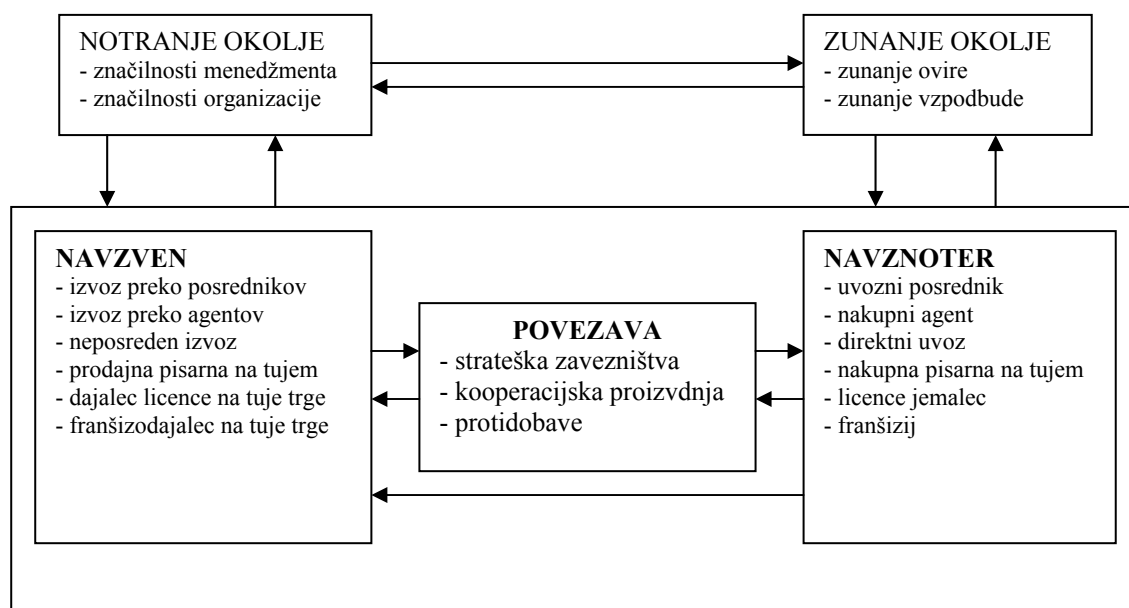 NOTRANJE OKOLJE
- značilnosti menedžmenta
- značilnosti organizacije
ZUNANJE OKOLJE
- zunanje ovire
- zunanje vzpodbude
NAVZVEN
- izvoz preko posrednikov
- izvoz preko agentov
- neposreden izvoz
- prodajna pisarna na tujem
- dajalec licence na tuje trge
- franšizodajalec na tuje trge
POVEZAVA
- strateška zavezništva
- kooperacijska proizvdnja
- protidobave
NAVZNOTER
- uvozni posrednik
- nakupni agent
- direktni uvoz
- nakupna pisarna na tujem
- licence jemalec
- franšizij